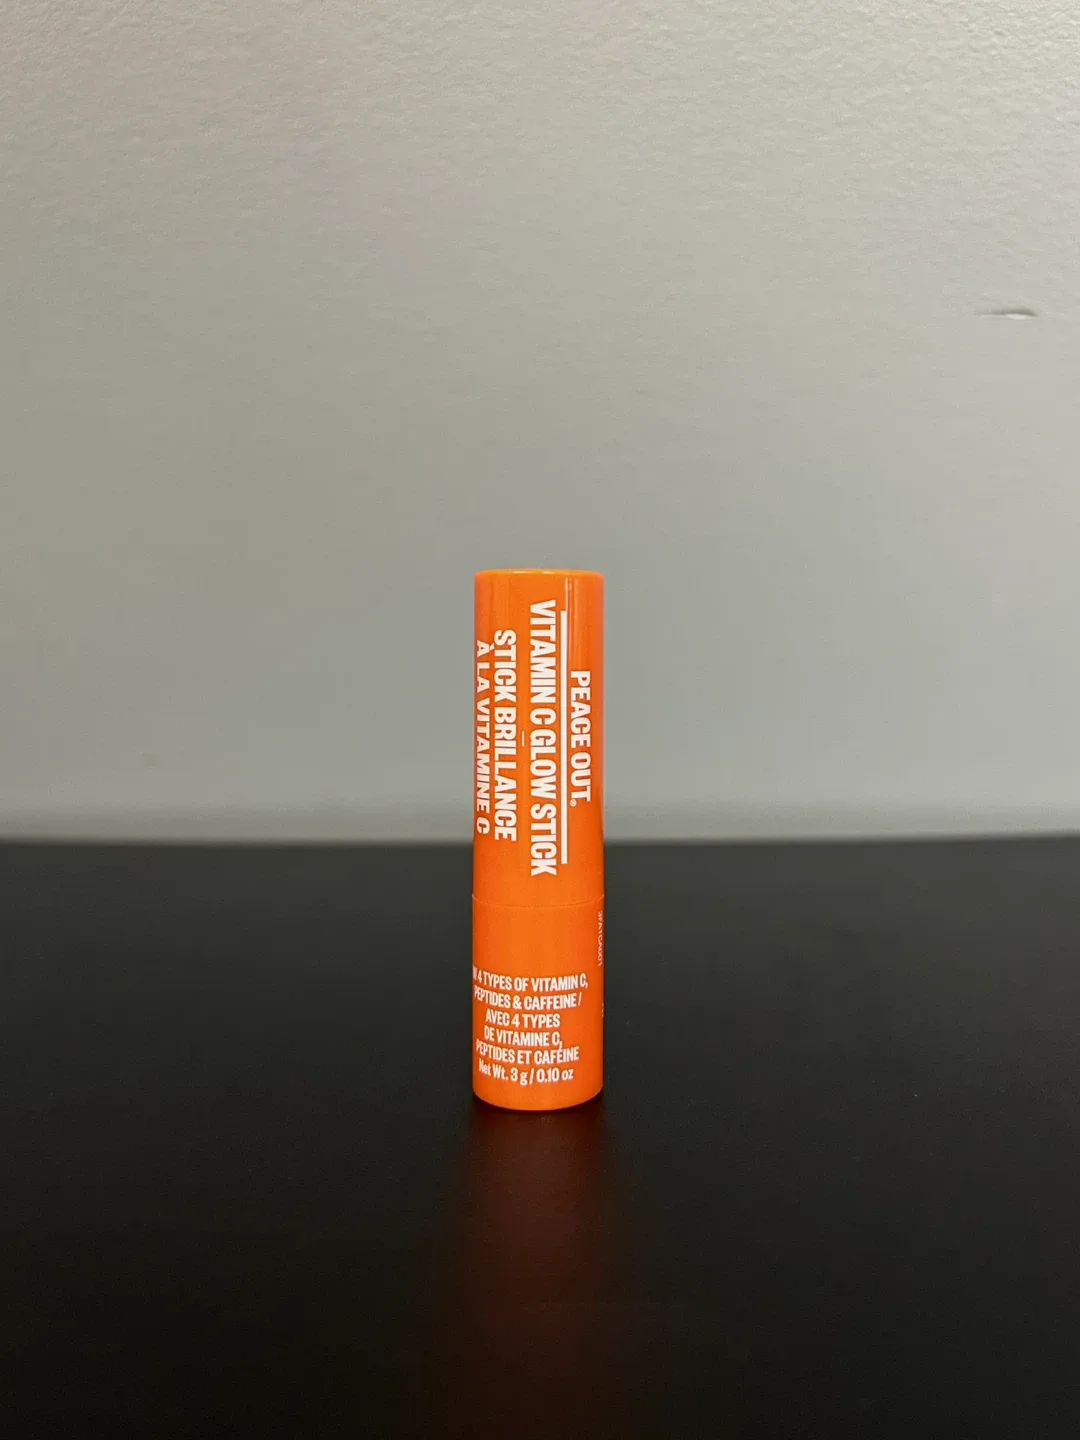 PEACE OUT®
VITAMIN C GLOW STICK
STICK BRILLANCE
À LA VITAMINE C
4 TYPES OF VITAMIN C,
PEPTIDES & CAFFEINE /
AVEC 4 TYPES
DE VITAMINE C,
PEPTIDES ET CAFÉINE
Net Wt. 3 g / 0.10 oz